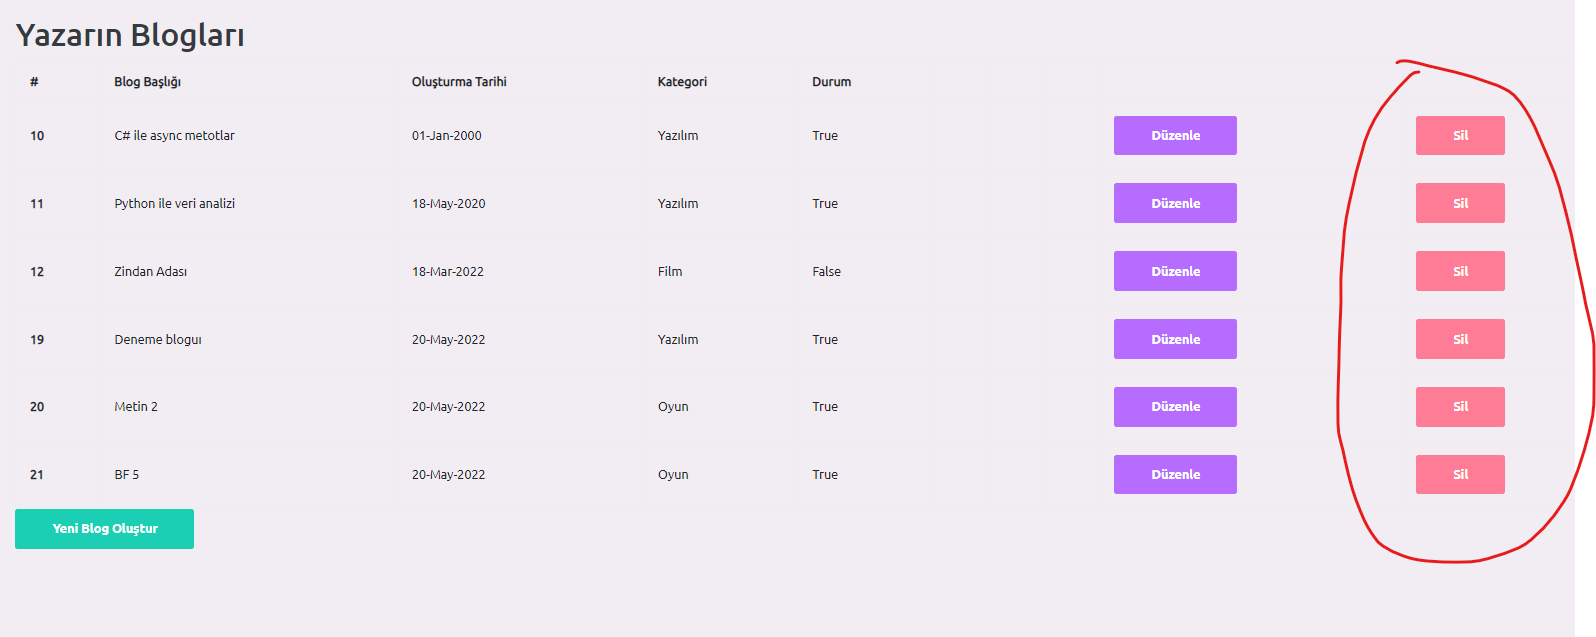 Yazarın Blogları
# Blog Başlığı Oluşturma Tarihi Kategori Durum
10 C# ile async metotlar 01-Jan-2000 Yazılım True Düzenle Sil
11 Python ile veri analizi 18-May-2020 Yazılım True Düzenle Sil
12 Zindan Adası 18-Mar-2022 Film False Düzenle Sil
19 Deneme bloguı 20-May-2022 Yazılım True Düzenle Sil
20 Metin 2 20-May-2022 Oyun True Düzenle Sil
21 BF 5 20-May-2022 Oyun True Düzenle Sil
Yeni Blog Oluştur